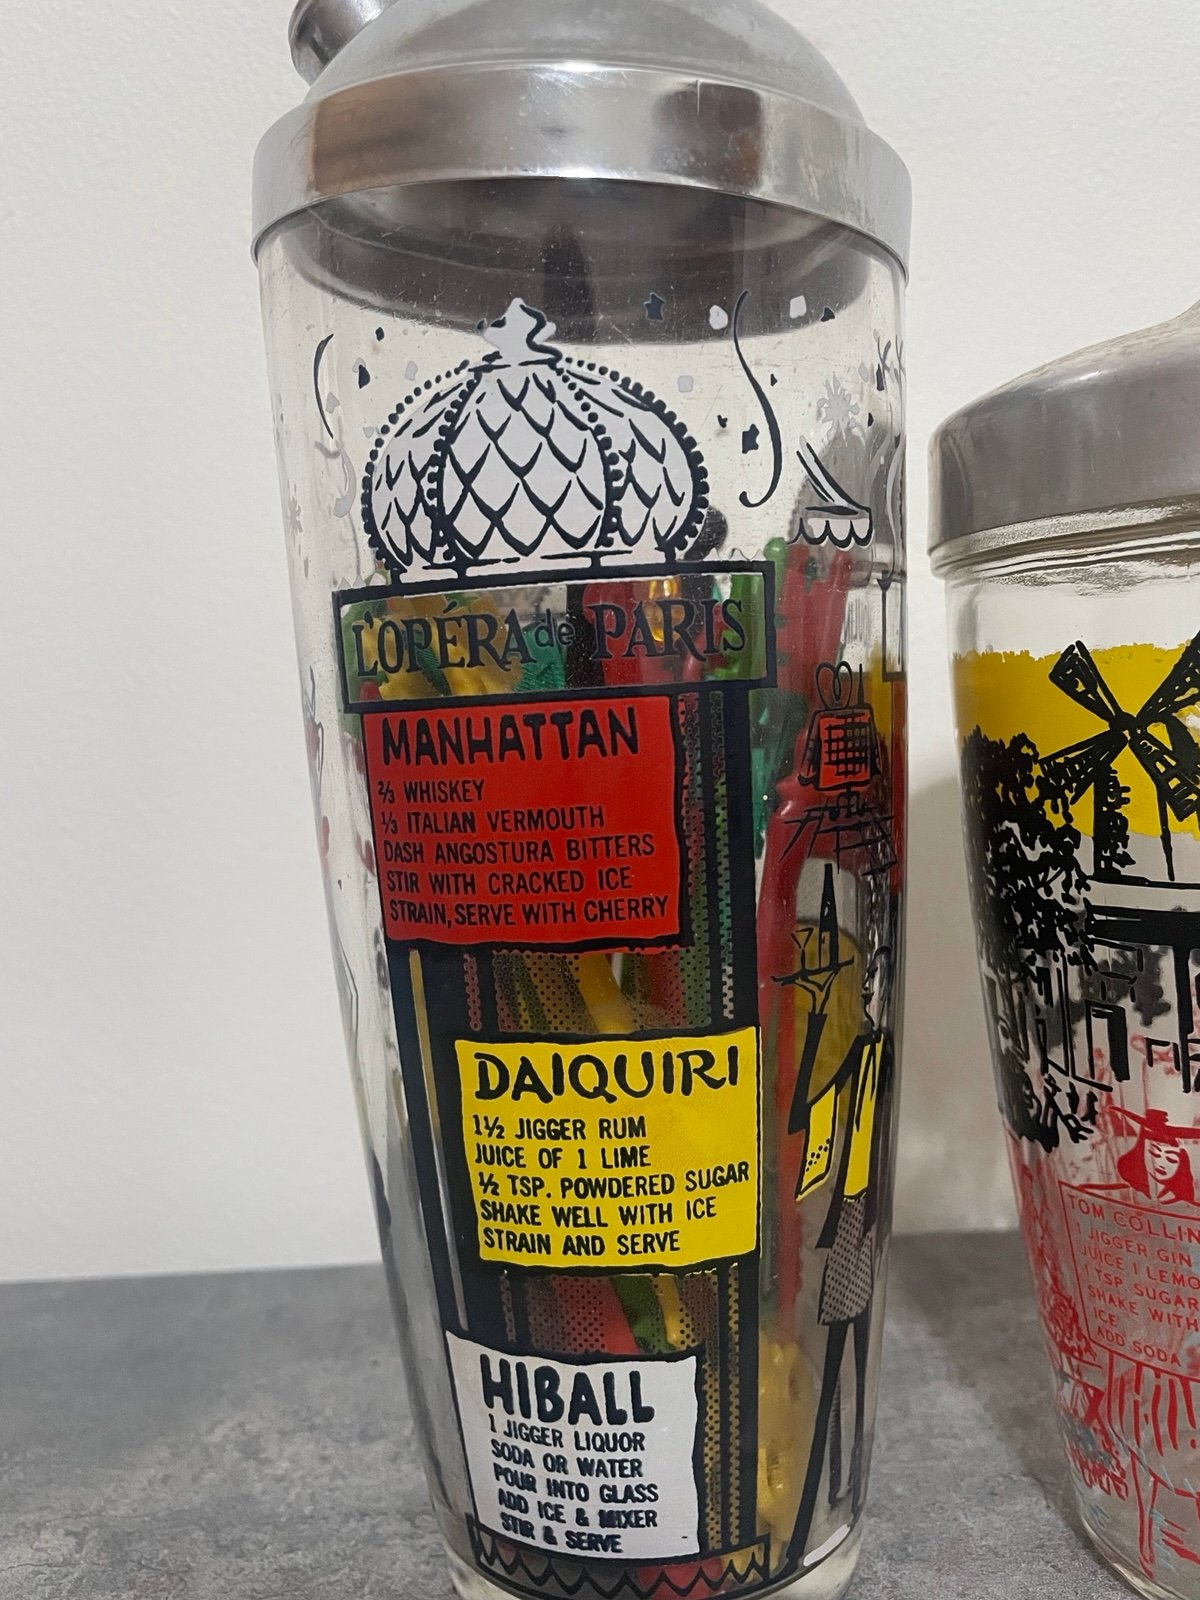 L'OPÉRA de PARIS
MANHATTAN
⅔ WHISKEY
⅓ ITALIAN VERMOUTH
DASH ANGOSTURA BITTERS
STIR WITH CRACKED ICE
STRAIN, SERVE WITH CHERRY
DAIQUIRI
1½ JIGGER RUM
JUICE OF 1 LIME
½ TSP. POWDERED SUGAR
SHAKE WELL WITH ICE
STRAIN AND SERVE
HIBALL
1 JIGGER LIQUOR
SODA OR WATER
POUR INTO GLASS
ADD ICE & MIXER
STIR & SERVE
TOM COLLIN
1 JIGGER GIN
JUICE 1 LEMO
1 TSP. SUGAR
SHAKE WITH
ICE
ADD SODA